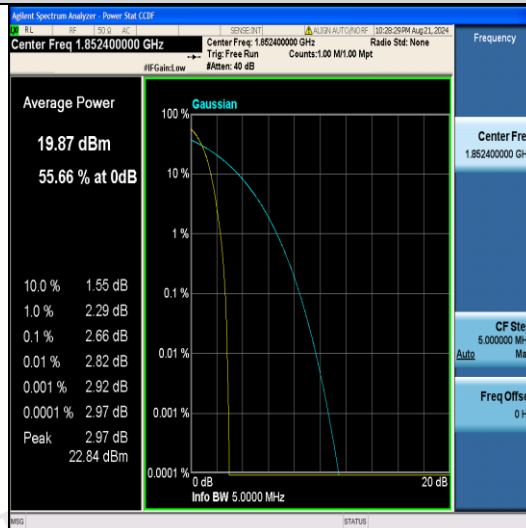 Agilent Spectrum Analyzer - Power Stat CCDF
RL RF 50 Ω AC SENSE:INT ALIGN AUTO/NO RF 10:28:29 PM Aug 21, 2024
Center Freq 1.852400000 GHz
Center Freq: 1.852400000 GHz Radio Std: None
Trig: Free Run Counts:1.00 M/1.00 Mpt
#IFGain:Low #Atten: 40 dB
Frequency
Average Power
19.87 dBm
55.66 % at 0dB
10.0 % 1.55 dB
1.0 % 2.29 dB
0.1 % 2.66 dB
0.01 % 2.82 dB
0.001 % 2.92 dB
0.0001 % 2.97 dB
Peak 2.97 dB
22.84 dBm
Gaussian
100 %
10 %
1 %
0.1 %
0.01 %
0.001 %
0.0001 %
0 dB 20 dB
Info BW 5.0000 MHz
Center Fre
1.852400000 GH
CF Ste
5.000000 MH
Auto Ma
Freq Offse
0 H
MSG STATUS